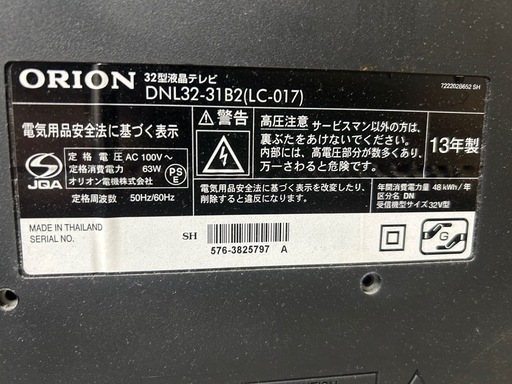 ORION 32型液晶テレビ
DNL32-31B2(LC-017)
722202B652 SH
電気用品安全法に基づく表示
JQA
定格電圧 AC 100V～
定格消費電力 63W
オリオン電機株式会社
定格周波数 50Hz/60Hz
PS
E
警告
高圧注意 サービスマン以外の方は、
裏ぶたをあけないでください。
内部には、高電圧部分が数多くあり、
万一さわると危険です。
電気用品安全法に基づく表示を改変したり、
削除すると違反になります。
13年製
年間消費電力量 48 kWh/年
区分名 DN
受信機型サイズ 32V型
MADE IN THAILAND
SERIAL NO.
SH
576-3825797 A
G